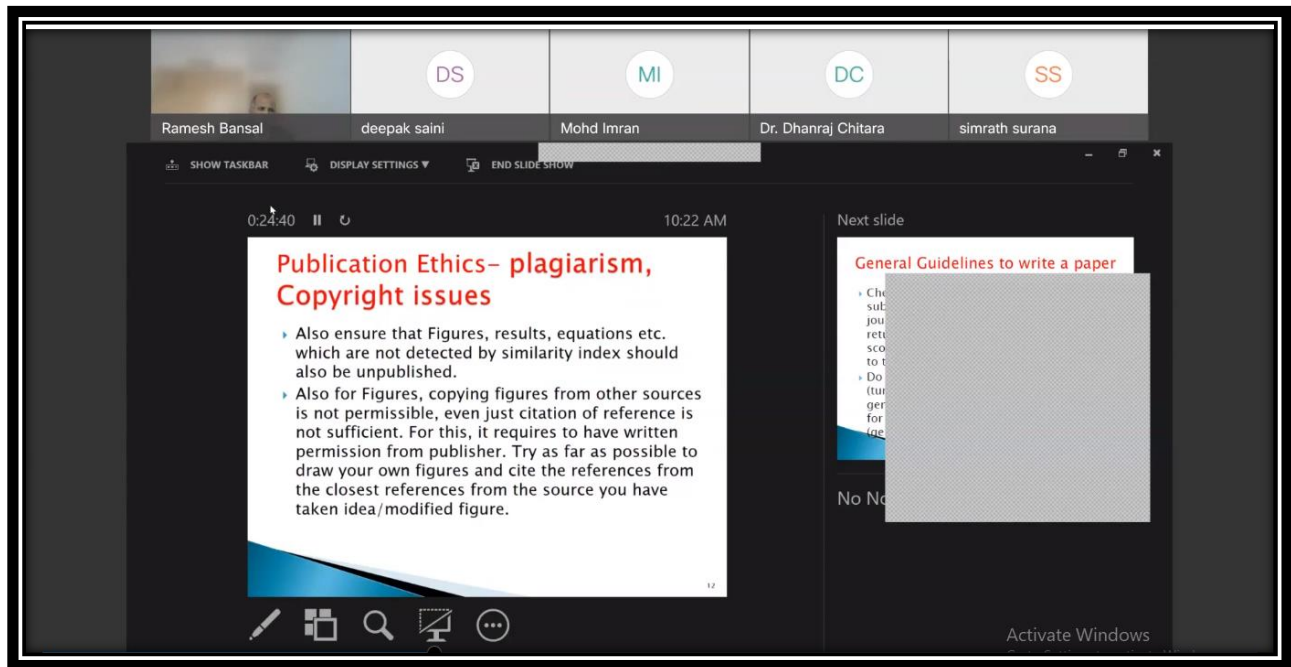 DS
MI
DC
SS
Ramesh Bansal
deepak saini
Mohd Imran
Dr. Dhanraj Chitara
simrath surana
SHOW TASKBAR
DISPLAY SETTINGS ▼
END SLIDE SHOW
0:24:40
10:22 AM
Next slide
Publication Ethics– plagiarism,
Copyright issues
Also ensure that Figures, results, equations etc.
which are not detected by similarity index should
also be unpublished.
Also for Figures, copying figures from other sources
is not permissible, even just citation of reference is
not sufficient. For this, it requires to have written
permission from publisher. Try as far as possible to
draw your own figures and cite the references from
the closest references from the source you have
taken idea/modified figure.
12
General Guidelines to write a paper
Do
for
No
Activate Windows